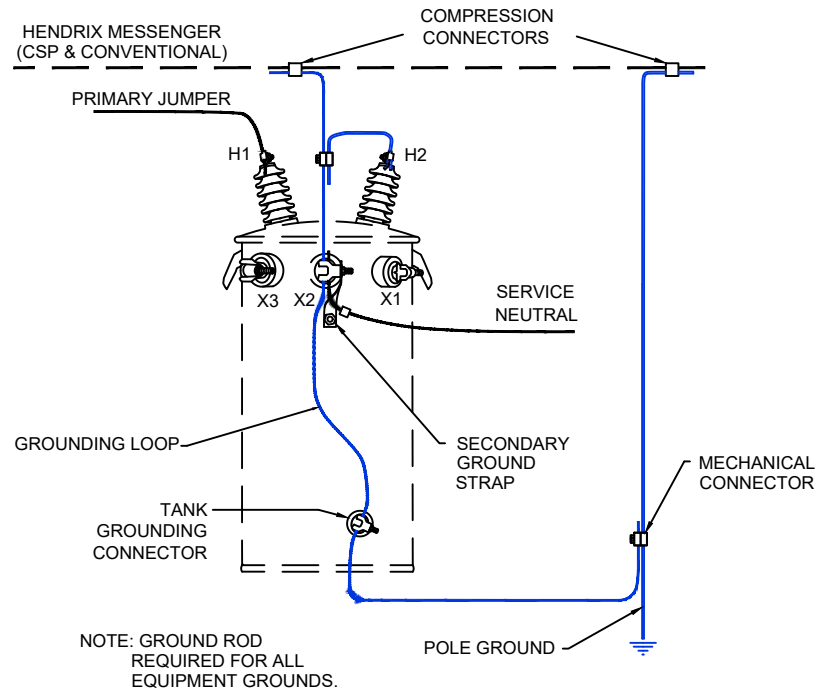 COMPRESSION
CONNECTORS
HENDRIX MESSENGER
(CSP & CONVENTIONAL)
PRIMARY JUMPER
H1
H2
X3
X2
X1
SERVICE
NEUTRAL
GROUNDING LOOP
SECONDARY
GROUND
STRAP
MECHANICAL
CONNECTOR
TANK
GROUNDING
CONNECTOR
POLE GROUND
NOTE: GROUND ROD
REQUIRED FOR ALL
EQUIPMENT GROUNDS.